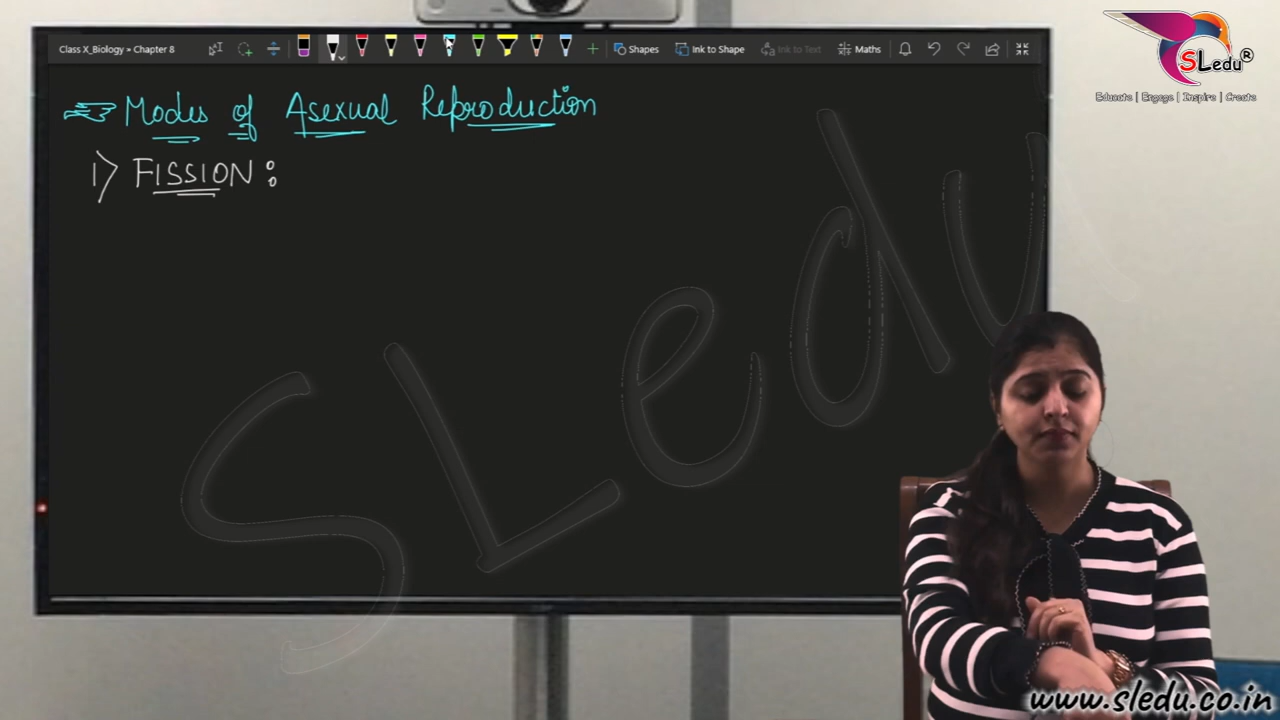 Class X_Biology > Chapter 8
Shapes
Ink to Shape
Ink to Text
Maths
SLedu®
Educate | Engage | Inspire | Create
Modes of Asexual Reproduction
1) FISSION :
SLedu
www.sledu.co.in